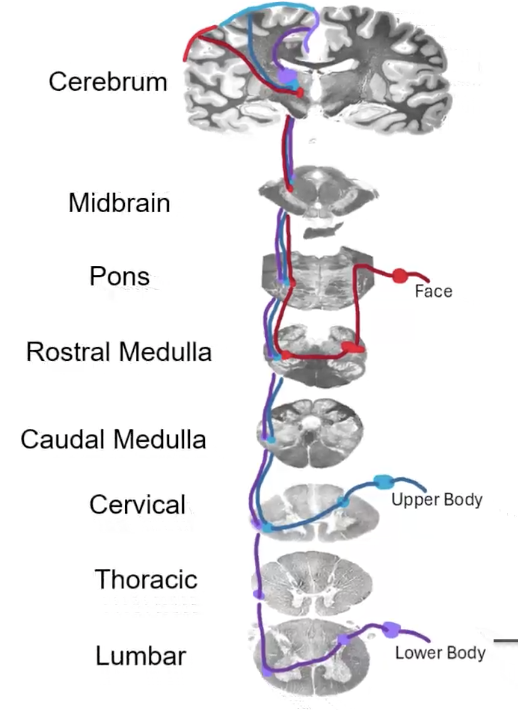 Cerebrum
Midbrain
Pons
Face
Rostral Medulla
Caudal Medulla
Cervical
Upper Body
Thoracic
Lumbar
Lower Body